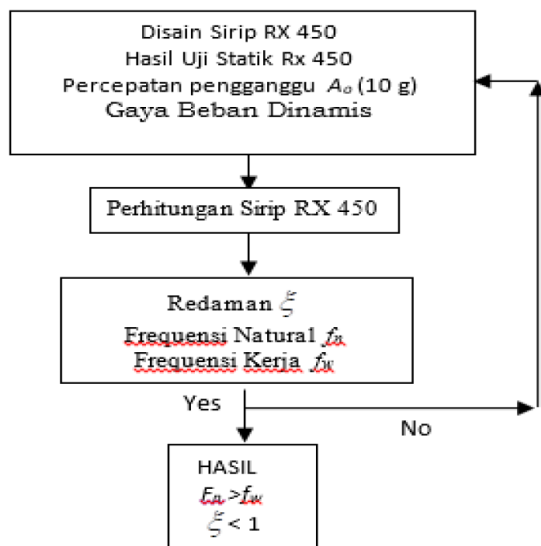 Disain Sirip RX 450
Hasil Uji Statik Rx 450
Percepatan pengganggu Aₒ (10 g)
Gaya Beban Dinamis
Perhitungan Sirip RX 450
Redaman ξ
Frequensi Natural fn
Frequensi Kerja fw
Yes
No
HASIL
Fn >fw
ξ < 1